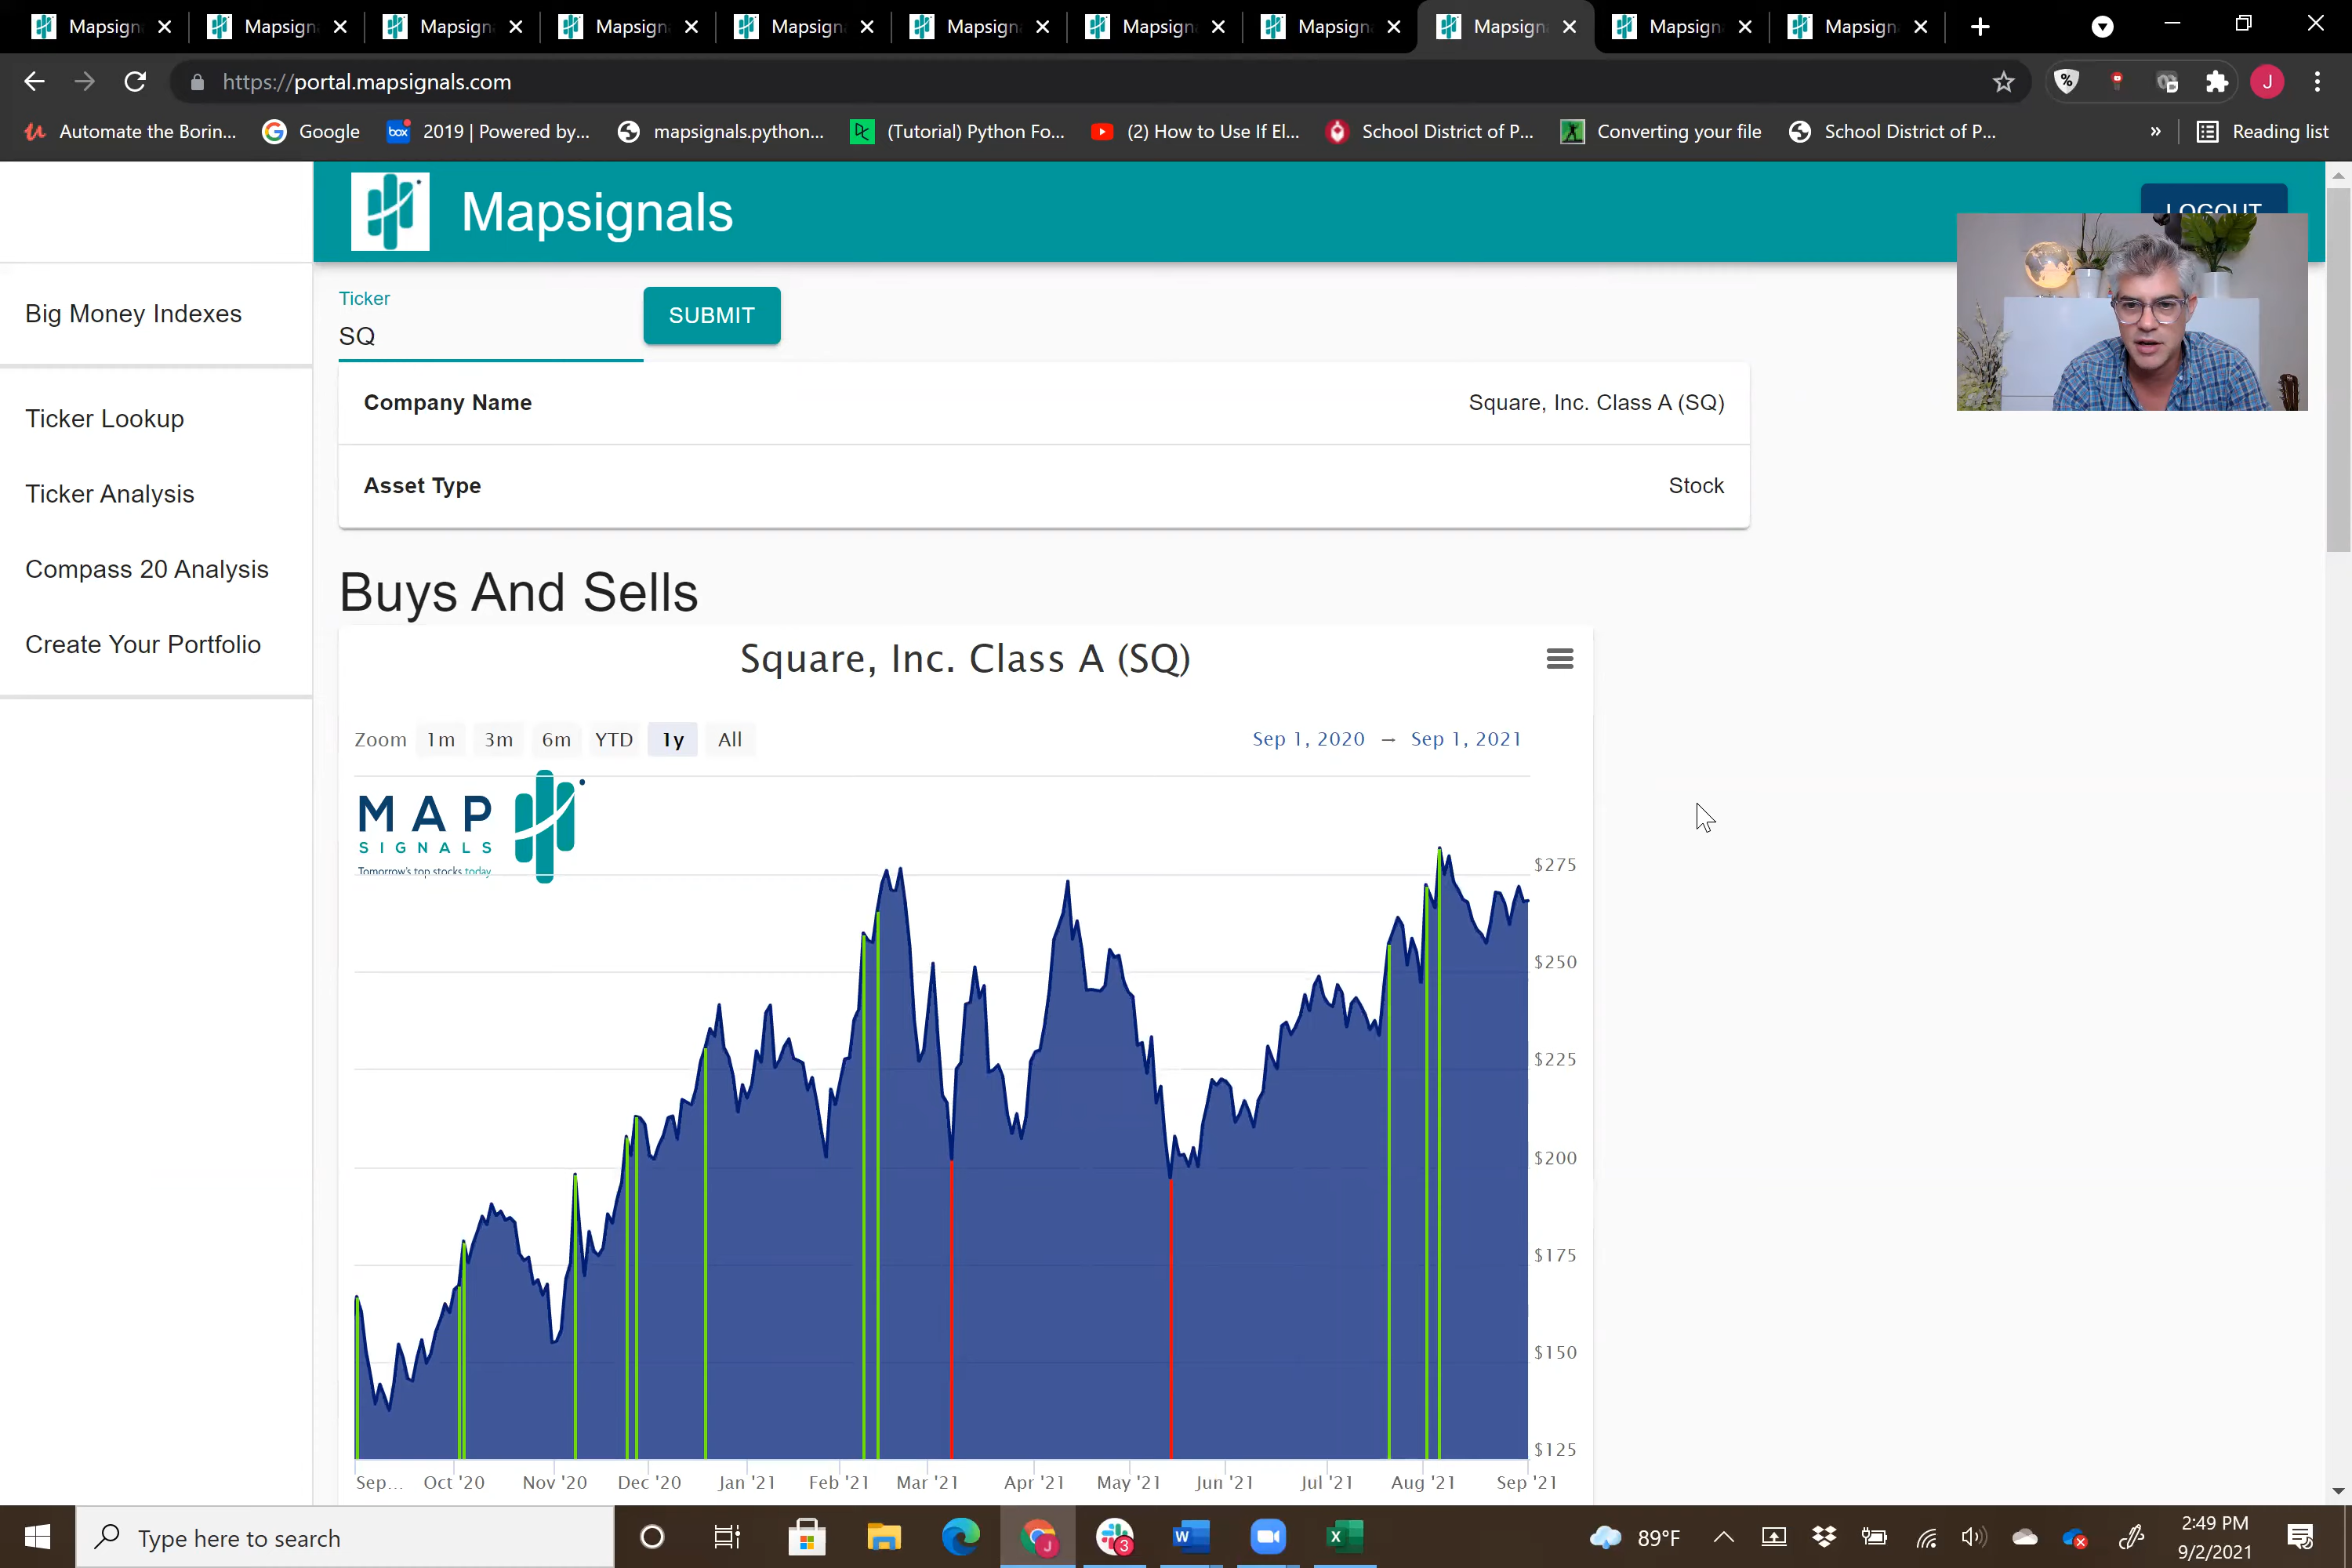 Mapsign Mapsign Mapsign Mapsign Mapsign Mapsign Mapsign Mapsign Mapsign Mapsign Mapsign
https://portal.mapsignals.com
J
Automate the Borin... Google box 2019 | Powered by... mapsignals.python... (Tutorial) Python Fo... (2) How to Use If El... School District of P... Converting your file School District of P... » Reading list
Mapsignals
LOGOUT
Big Money Indexes
Ticker Lookup
Ticker Analysis
Compass 20 Analysis
Create Your Portfolio
Ticker
SQ
SUBMIT
Company Name Square, Inc. Class A (SQ)
Asset Type Stock
Buys And Sells
Square, Inc. Class A (SQ)
Zoom 1m 3m 6m YTD 1y All
Sep 1, 2020 → Sep 1, 2021
MAP
SIGNALS
Tomorrow's top stocks today
$275
$250
$225
$200
$175
$150
$125
Sep... Oct '20 Nov '20 Dec '20 Jan '21 Feb '21 Mar '21 Apr '21 May '21 Jun '21 Jul '21 Aug '21 Sep '21
Type here to search
J
3
W
X
89°F
2:49 PM
9/2/2021